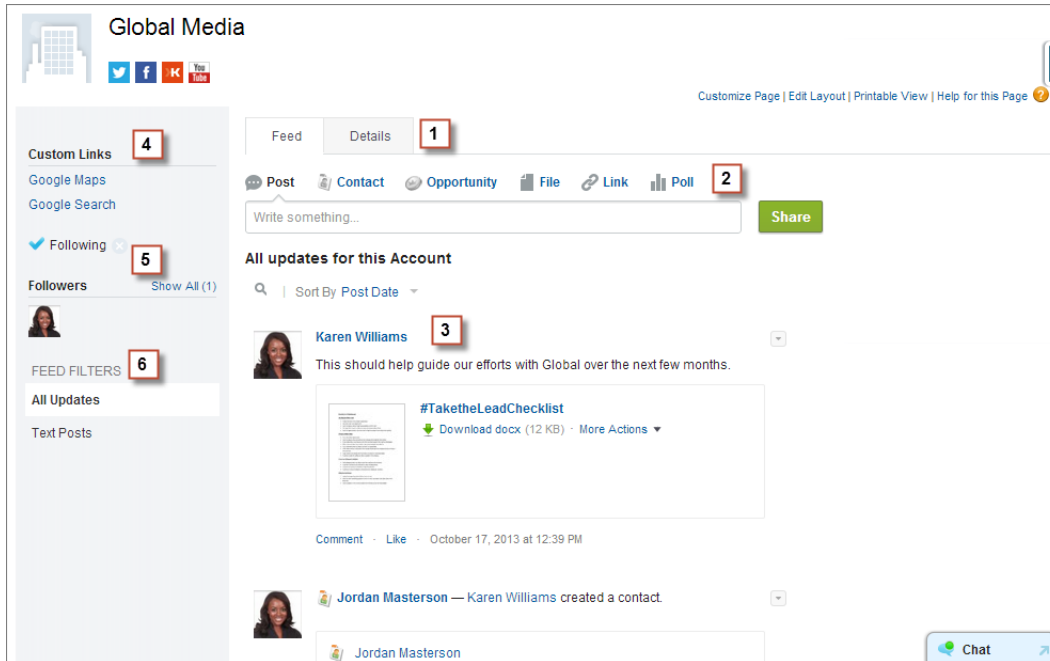 Global Media
You Tube
Customize Page | Edit Layout | Printable View | Help for this Page ?
Feed Details 1
4
Custom Links
Google Maps
Google Search
Following
5
Followers Show All (1)
6
FEED FILTERS
All Updates
Text Posts
Post Contact Opportunity File Link Poll 2
Write something... Share
All updates for this Account
Sort By Post Date
Karen Williams 3
This should help guide our efforts with Global over the next few months.
#TaketheLeadChecklist
Download docx (12 KB) · More Actions
Comment · Like · October 17, 2013 at 12:39 PM
Jordan Masterson — Karen Williams created a contact.
Jordan Masterson
Chat